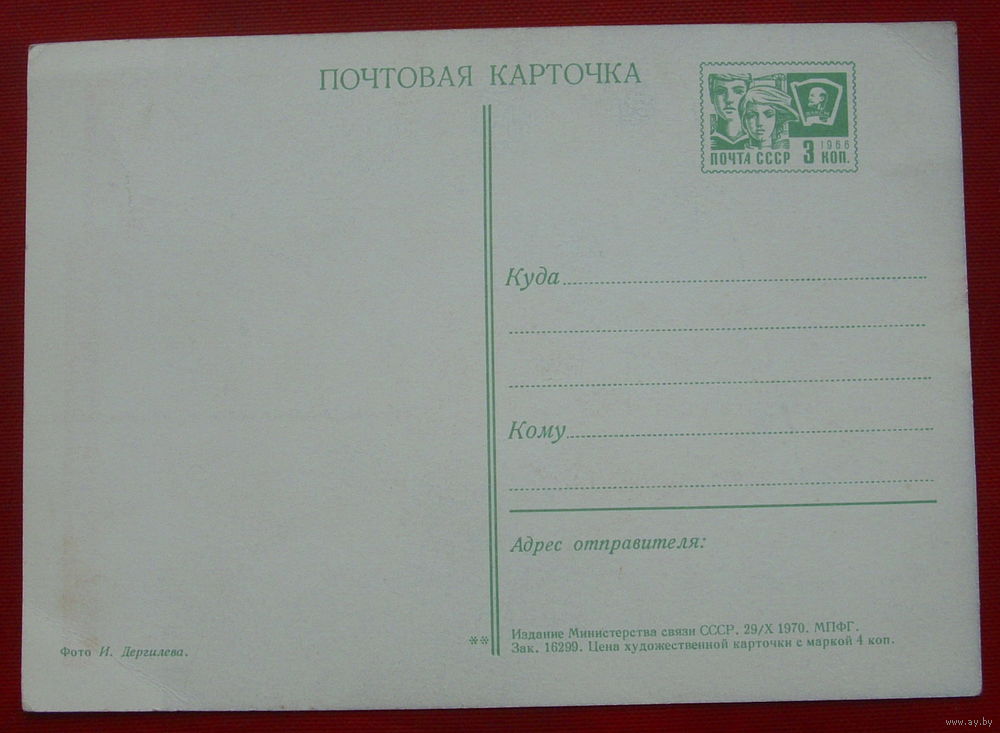 ПОЧТОВАЯ КАРТОЧКА
1966
ПОЧТА СССР 3 КОП.
Куда
Кому
Адрес отправителя:
Издание Министерства связи СССР. 29/X 1970. МПФГ.
Зак. 16299. Цена художественной карточки с маркой 4 коп.
**
Фото И. Дергилева.
www.ay.by